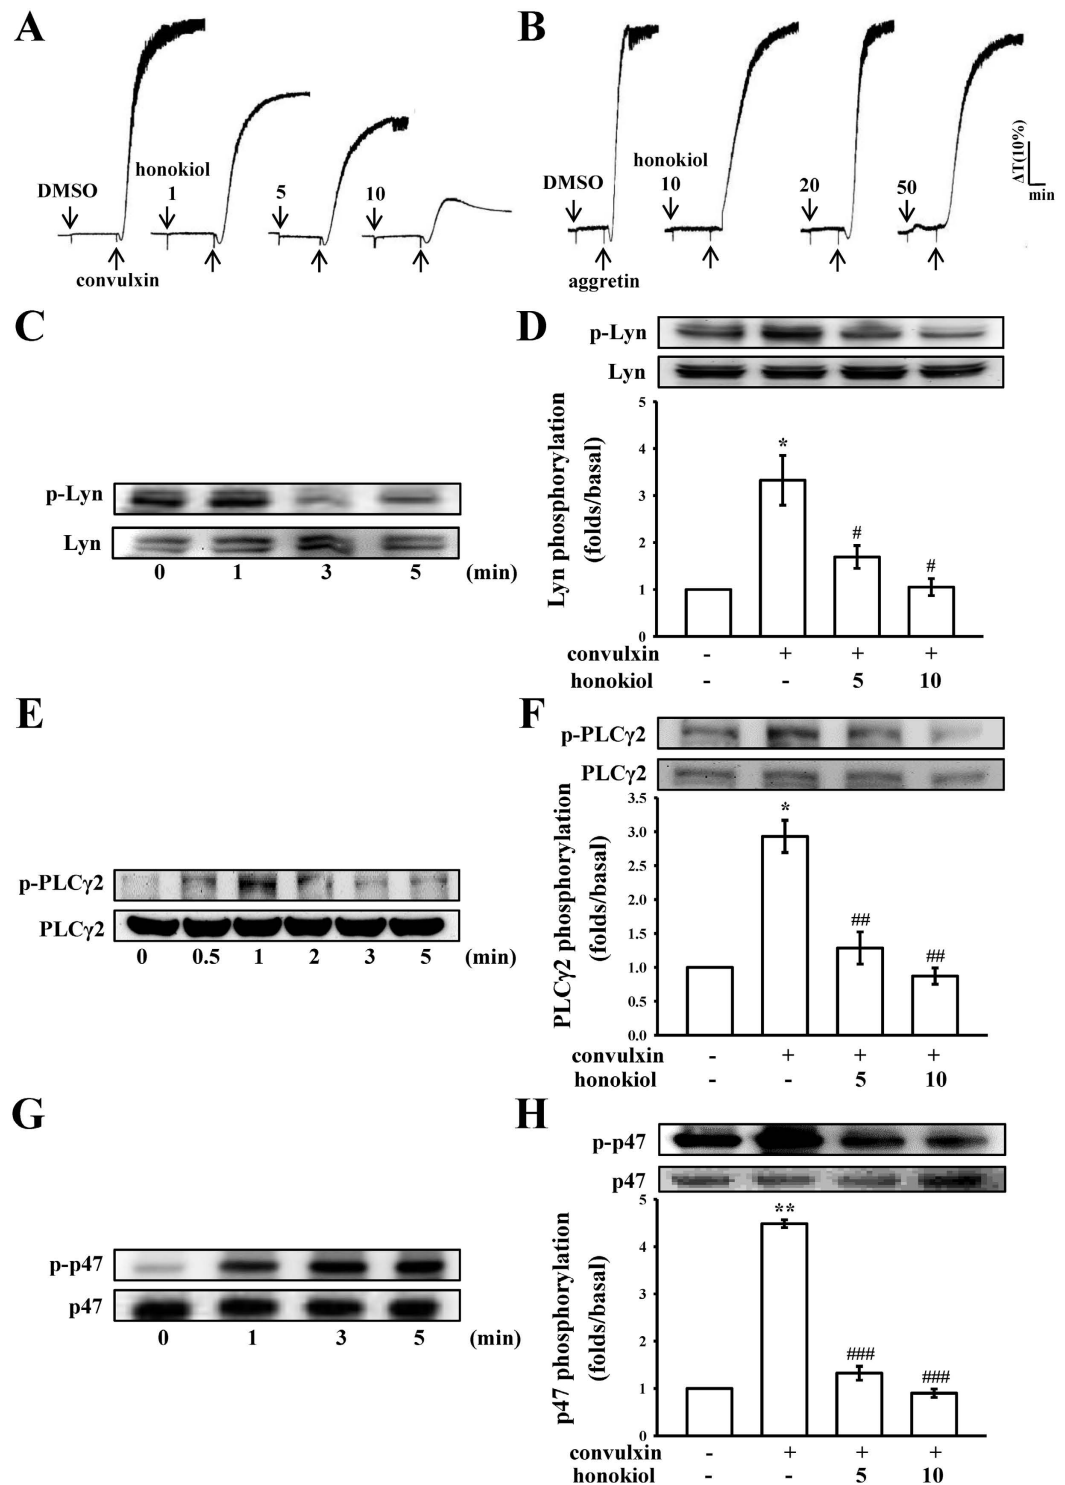 A
B
honokiol
DMSO 1 5 10
convulxin
honokiol
DMSO 10 20 50
aggretin
ΔT(10%)
min
C
p-Lyn
Lyn
0 1 3 5 (min)
D
p-Lyn
Lyn
Lyn phosphorylation
(folds/basal)
5
4
3
2
1
0
*
#
#
convulxin - + + +
honokiol - - 5 10
E
p-PLCγ2
PLCγ2
0 0.5 1 2 3 5 (min)
F
p-PLCγ2
PLCγ2
PLCγ2 phosphorylation
(folds/basal)
3.5
3.0
2.5
2.0
1.5
1.0
0.5
0.0
*
##
##
convulxin - + + +
honokiol - - 5 10
G
p-p47
p47
0 1 3 5 (min)
H
p-p47
p47
p47 phosphorylation
(folds/basal)
5
4
3
2
1
0
**
###
###
convulxin - + + +
honokiol - - 5 10